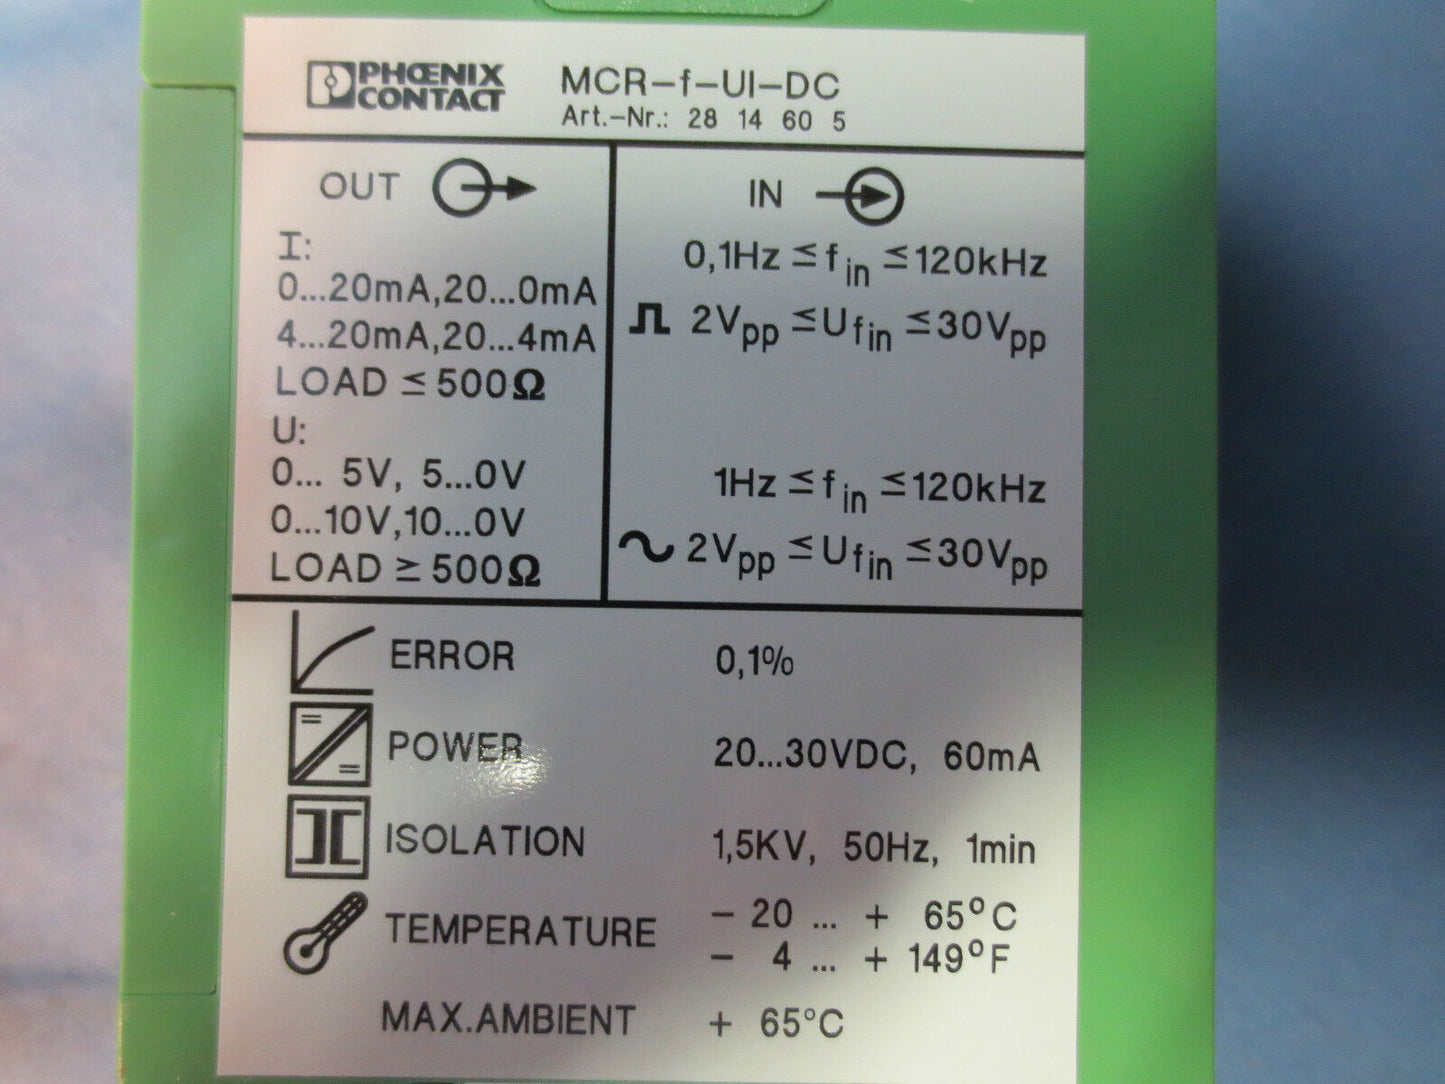 PHŒNIX
CONTACT
MCR-f-UI-DC
Art.-Nr.: 28 14 60 5
OUT
I:
0...20mA,20...0mA
4...20mA,20...4mA
LOAD ≤ 500Ω
U:
0... 5V, 5...0V
0...10V,10...0V
LOAD ≥ 500Ω
IN
0,1Hz ≤ f in ≤ 120kHz
2Vpp ≤ Ufin ≤ 30Vpp
1Hz ≤ f in ≤ 120kHz
2Vpp ≤ Ufin ≤ 30Vpp
ERROR 0,1%
POWER 20...30VDC, 60mA
ISOLATION 1,5KV, 50Hz, 1min
TEMPERATURE - 20 ... + 65°C
- 4 ... + 149°F
MAX.AMBIENT + 65°C